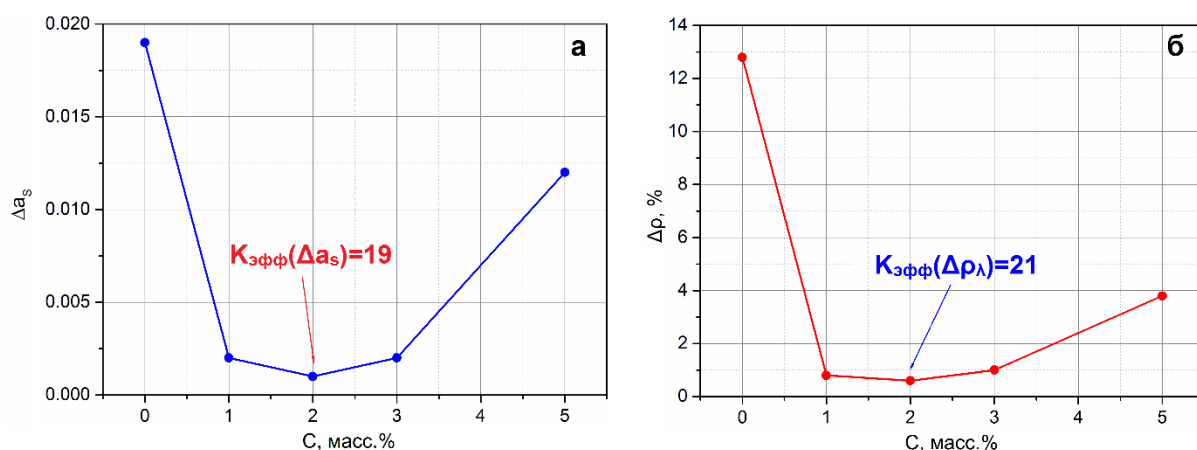 а
0.020
0.015
0.010
0.005
0.000
Δas
Kэфф(Δas)=19
0 1 2 3 4 5
C, масс.%
б
14
12
10
8
6
4
2
0
Δρ, %
Kэфф(Δρλ)=21
0 1 2 3 4 5
C, масс.%